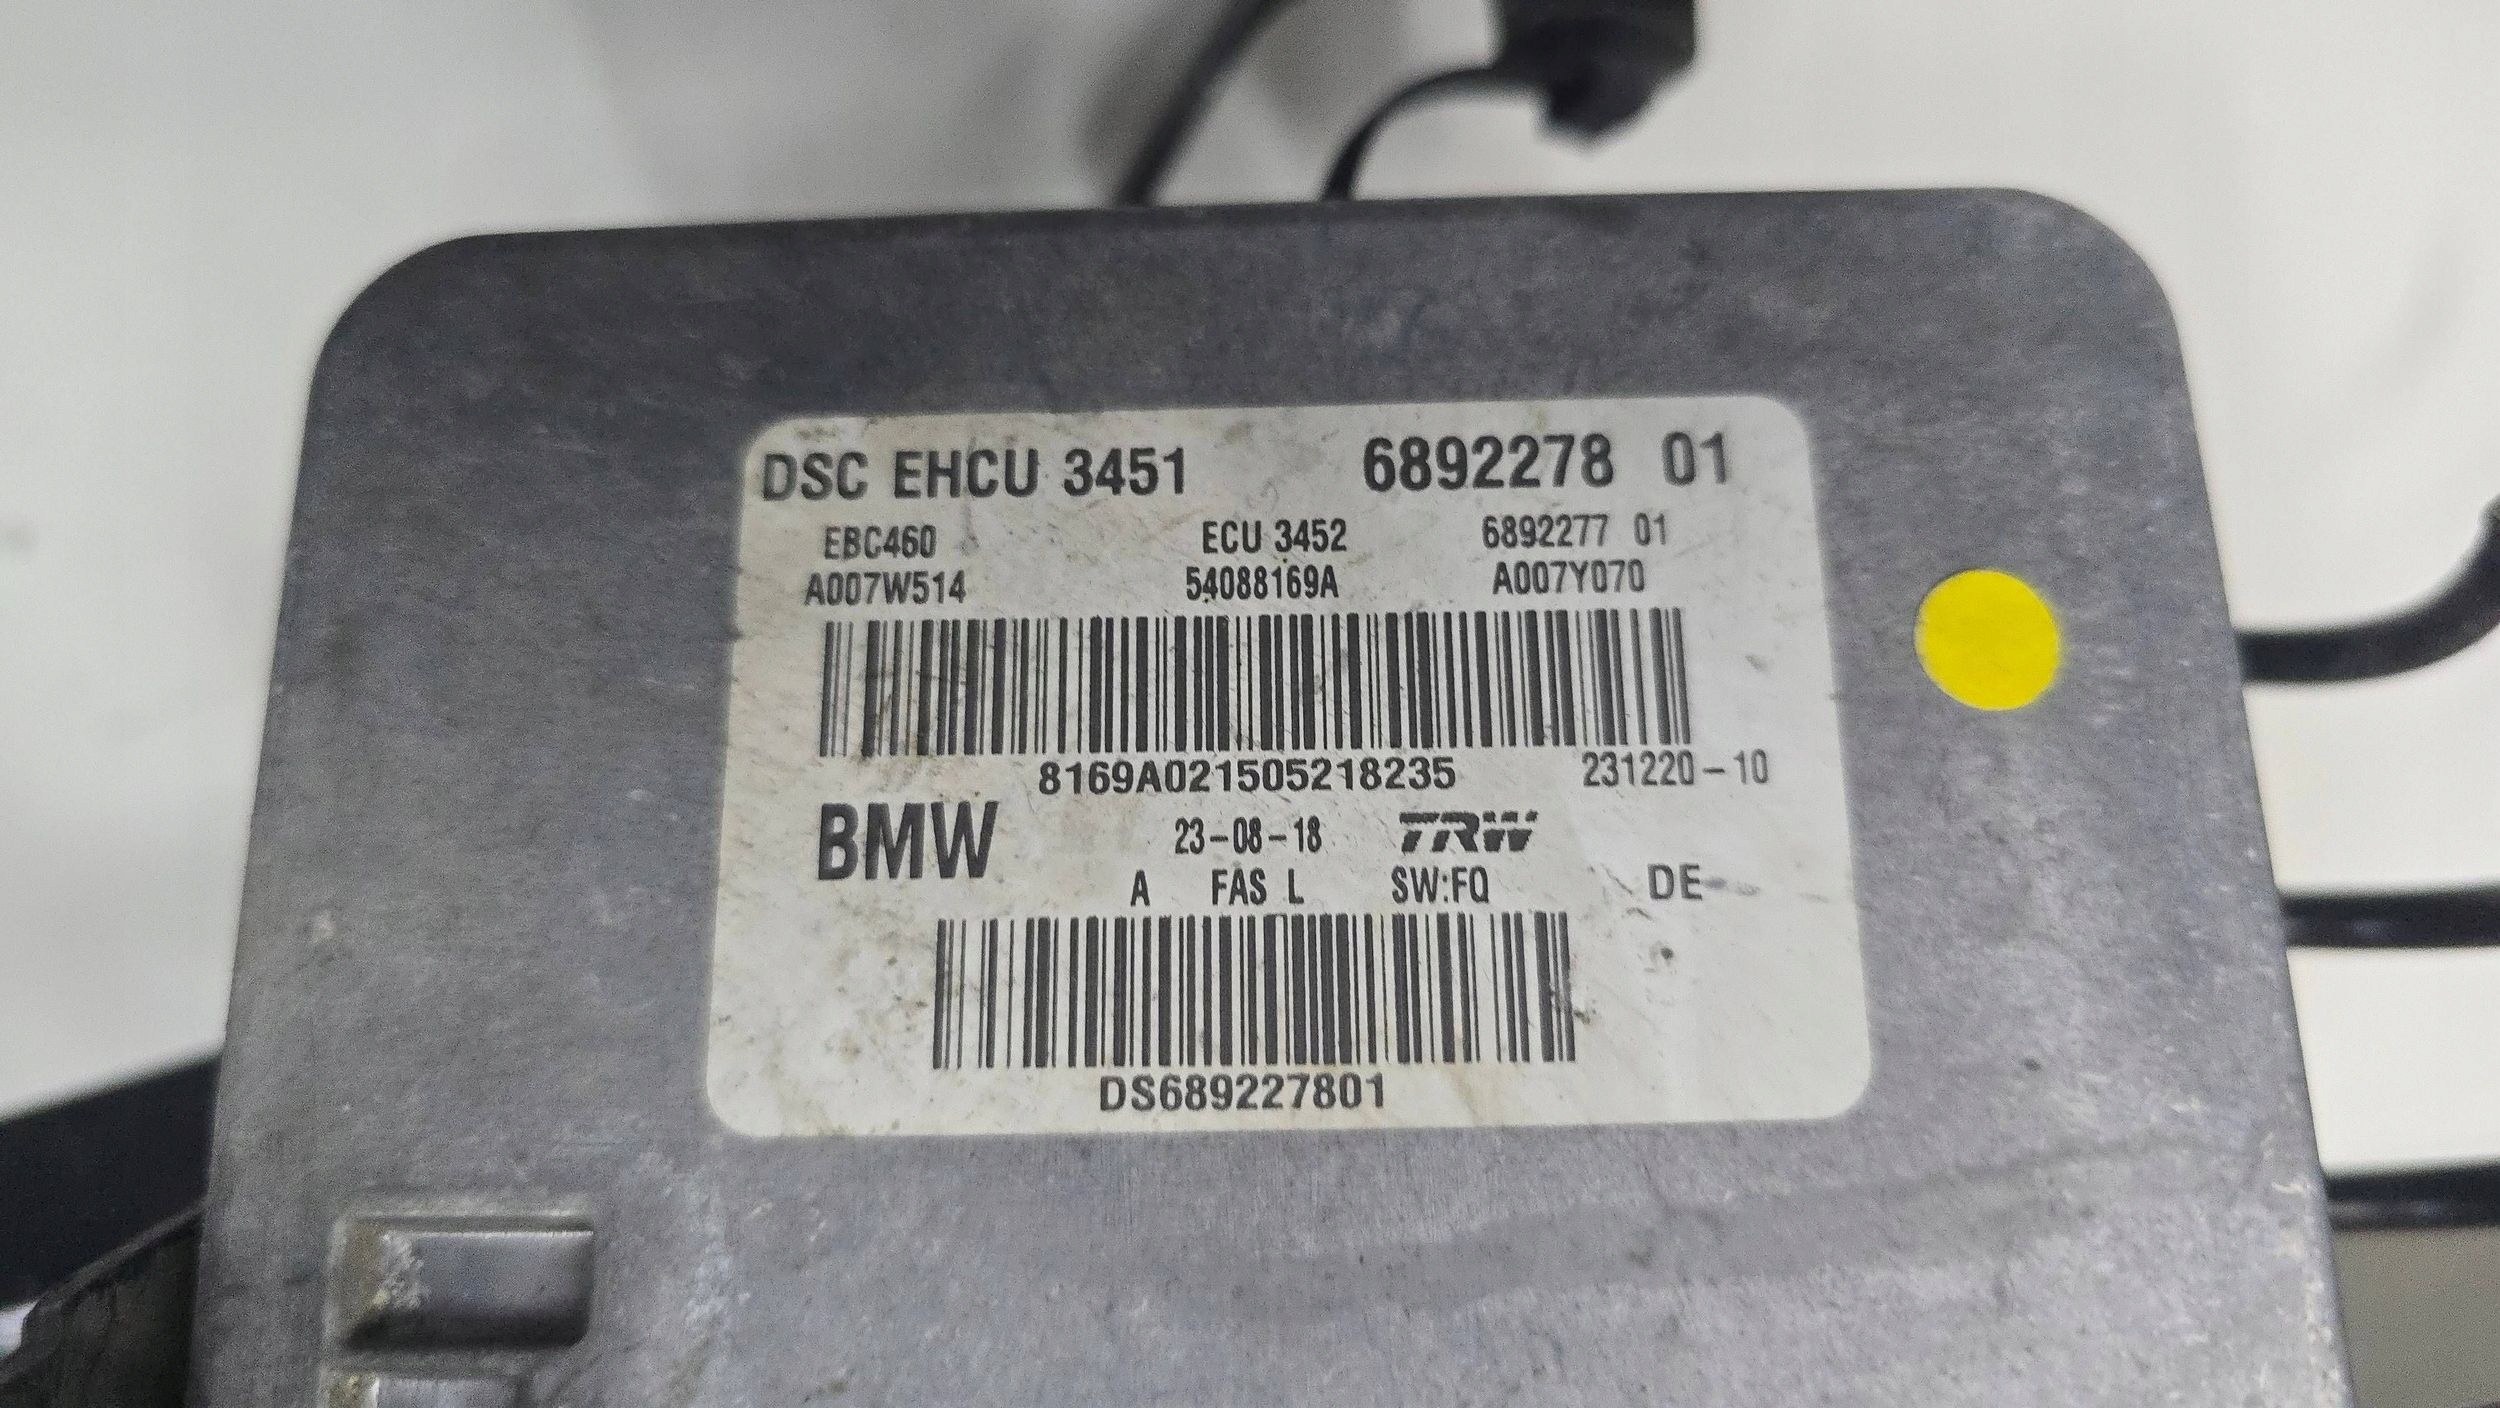 DSC EHCU 3451 6892278 01
EBC460 ECU 3452 6892277 01
A007W514 54088169A A007Y070
8169A021505218235 231220-10
BMW 23-08-18 TRW
A FAS L SW:FQ DE
DS689227801